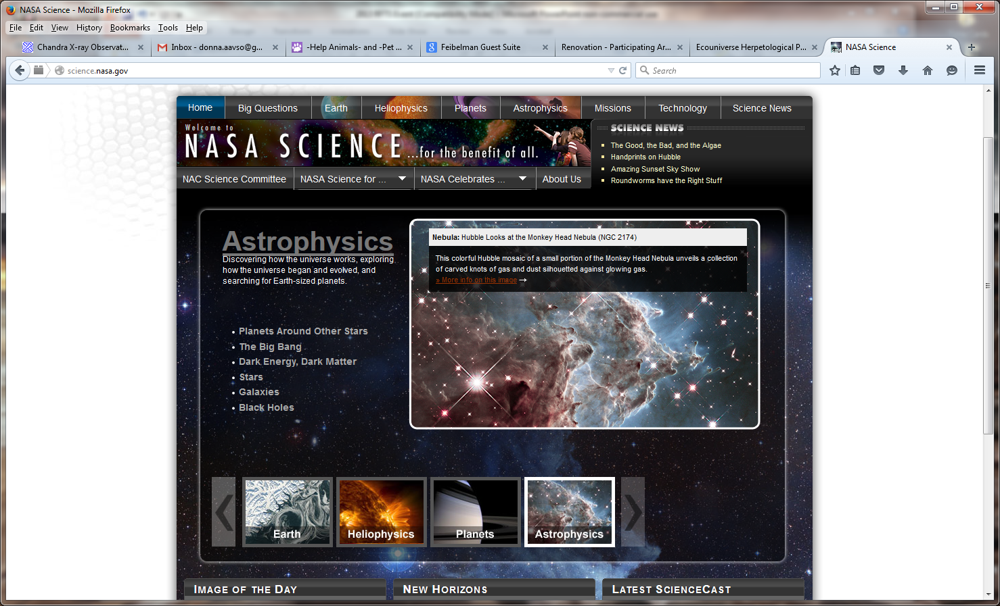 NASA Science - Mozilla Firefox
File Edit View History Bookmarks Tools Help
Chandra X-ray Observat...
Inbox - donna.aavso@g...
-Help Animals- and -Pet ...
Feibelman Guest Suite
Renovation - Participating Ar...
Ecouniverse Herpetological P...
NASA Science
science.nasa.gov
Search
Home
Big Questions
Earth
Heliophysics
Planets
Astrophysics
Missions
Technology
Science News
Welcome to
NASA SCIENCE ...for the benefit of all.
SCIENCE NEWS
The Good, the Bad, and the Algae
Handprints on Hubble
Amazing Sunset Sky Show
Roundworms have the Right Stuff
NAC Science Committee
NASA Science for ...
NASA Celebrates ...
About Us
Astrophysics
Discovering how the universe works, exploring
how the universe began and evolved, and
searching for Earth-sized planets.
Planets Around Other Stars
The Big Bang
Dark Energy, Dark Matter
Stars
Galaxies
Black Holes
Nebula: Hubble Looks at the Monkey Head Nebula (NGC 2174)
This colorful Hubble mosaic of a small portion of the Monkey Head Nebula unveils a collection
of carved knots of gas and dust silhouetted against glowing gas.
» More info on this image
Earth
Heliophysics
Planets
Astrophysics
IMAGE OF THE DAY
NEW HORIZONS
LATEST SCIENCECAST